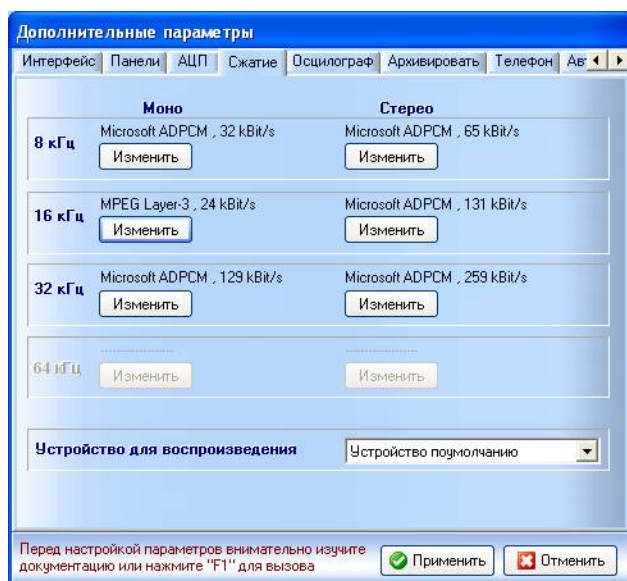 Дополнительные параметры
Интерфейс Панели АЦП Сжатие Осцилограф Архивировать Телефон Ав
Моно Стерео
8 кГц Microsoft ADPCM , 32 kBit/s Microsoft ADPCM , 65 kBit/s
Изменить Изменить
16 кГц MPEG Layer-3 , 24 kBit/s Microsoft ADPCM , 131 kBit/s
Изменить Изменить
32 кГц Microsoft ADPCM , 129 kBit/s Microsoft ADPCM , 259 kBit/s
Изменить Изменить
64 кГц ------------------ ------------------
Изменить Изменить
Устройство для воспроизведения Устройство поумолчанию
Перед настройкой параметров внимательно изучите
документацию или нажмите "F1" для вызова
Применить Отменить